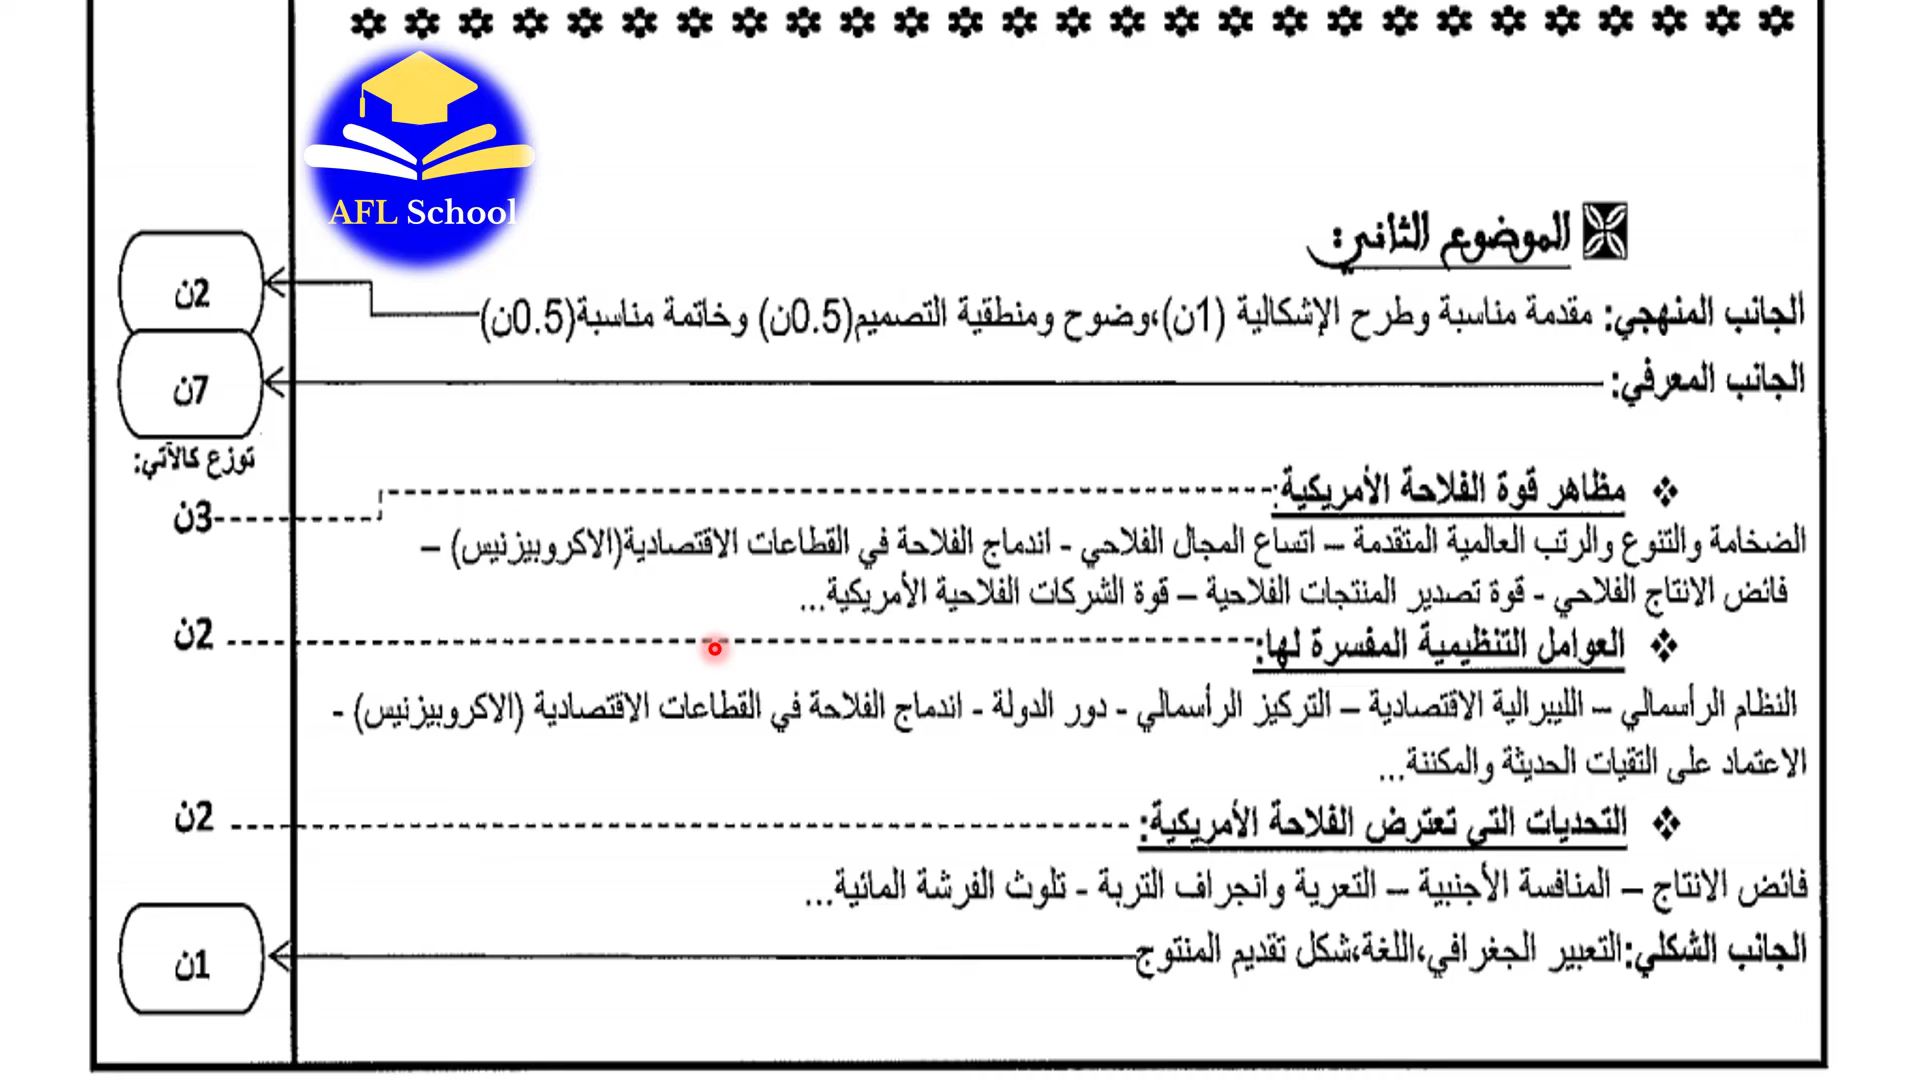 AFL School
الموضوع الثاني:
الجانب المنهجي: مقدمة مناسبة وطرح الإشكالية (1ن)،وضوح ومنطقية التصميم(0.5ن) وخاتمة مناسبة(0.5ن)
2ن
الجانب المعرفي:
7ن
توزع كالآتي:
❖ مظاهر قوة الفلاحة الأمريكية:
3ن
الضخامة والتنوع والرتب العالمية المتقدمة – اتساع المجال الفلاحي - اندماج الفلاحة في القطاعات الاقتصادية(الاكروبيزنيس) –
فائض الانتاج الفلاحي - قوة تصدير المنتجات الفلاحية – قوة الشركات الفلاحية الأمريكية...
❖ العوامل التنظيمية المفسرة لها:
2ن
النظام الرأسمالي – الليبرالية الاقتصادية – التركيز الرأسمالي - دور الدولة - اندماج الفلاحة في القطاعات الاقتصادية (الاكروبيزنيس) -
الاعتماد على التقيات الحديثة والمكننة...
❖ التحديات التي تعترض الفلاحة الأمريكية:
2ن
فائض الانتاج – المنافسة الأجنبية – التعرية وانجراف التربة - تلوث الفرشة المائية...
الجانب الشكلي:التعبير الجغرافي،اللغة،شكل تقديم المنتوج
1ن